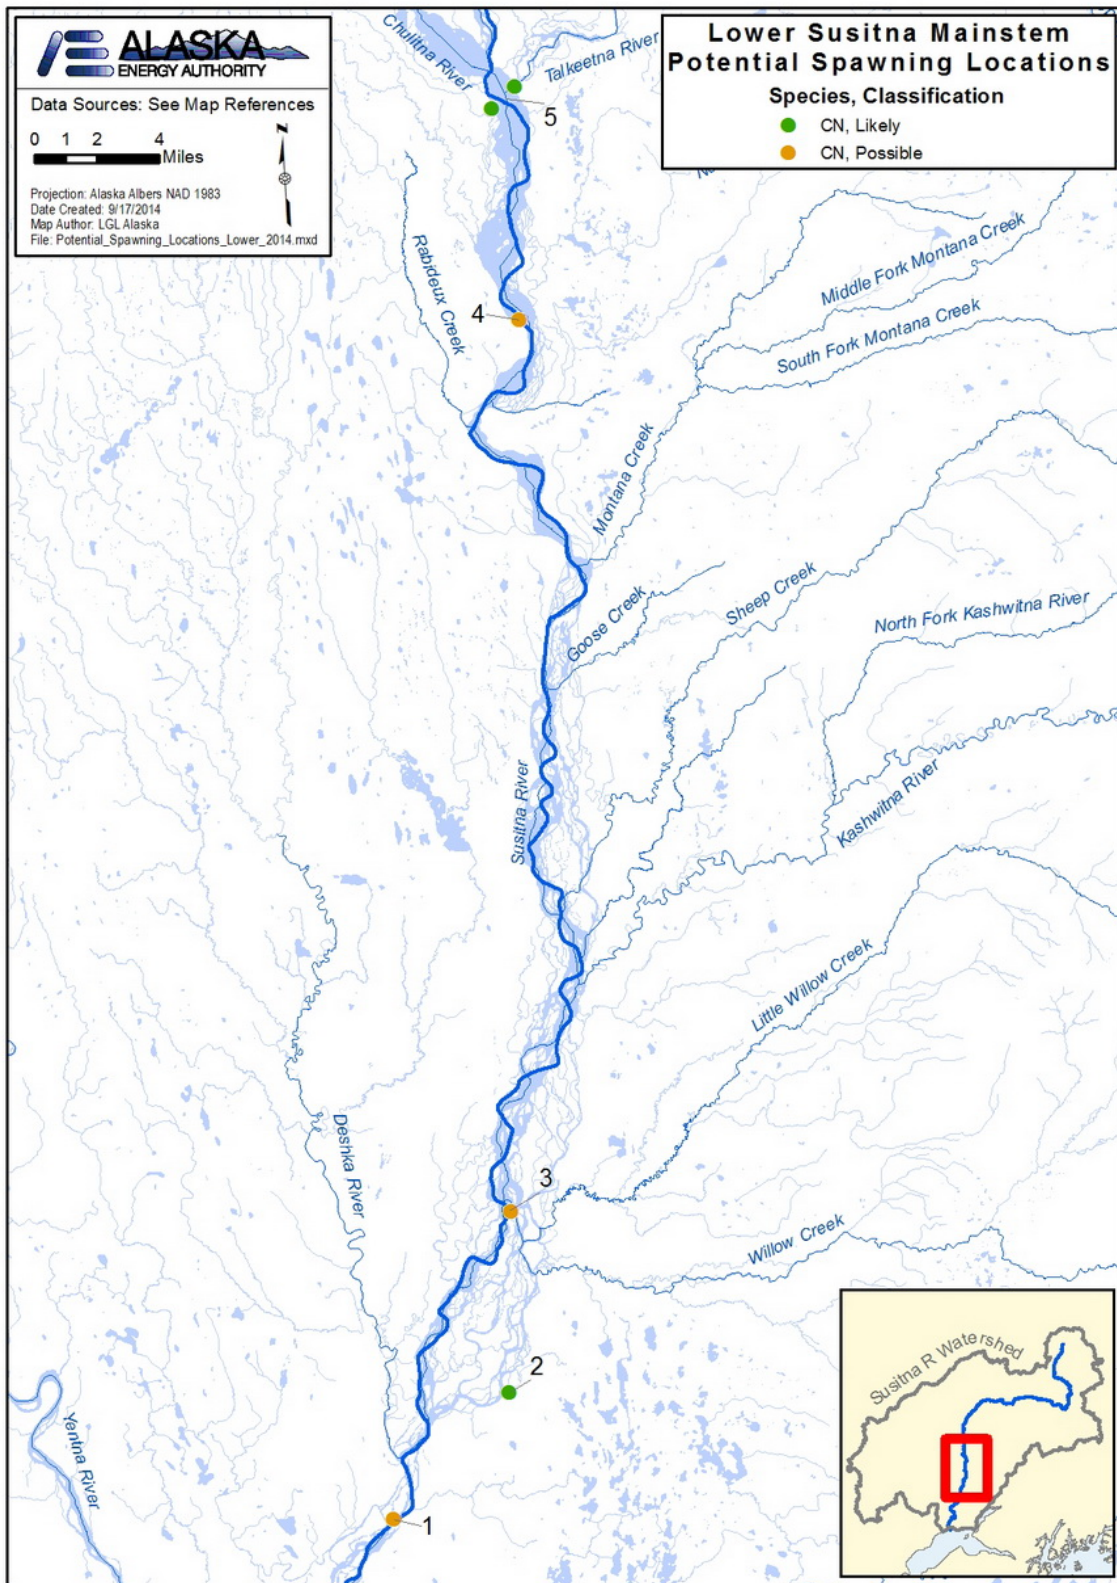 ALASKA
ENERGY AUTHORITY
Data Sources: See Map References
0 1 2 4
Miles
N
Projection: Alaska Albers NAD 1983
Date Created: 9/17/2014
Map Author: LGL Alaska
File: Potential_Spawning_Locations_Lower_2014.mxd
Lower Susitna Mainstem
Potential Spawning Locations
Species, Classification
CN, Likely
CN, Possible
Chulitna River
Talkeetna River
5
Rabideux Creek
4
Middle Fork Montana Creek
South Fork Montana Creek
Montana Creek
Goose Creek
Sheep Creek
North Fork Kashwitna River
Susitna River
Kashwitna River
Little Willow Creek
Deshka River
3
Willow Creek
2
Yentna River
1
Susitna R Watershed